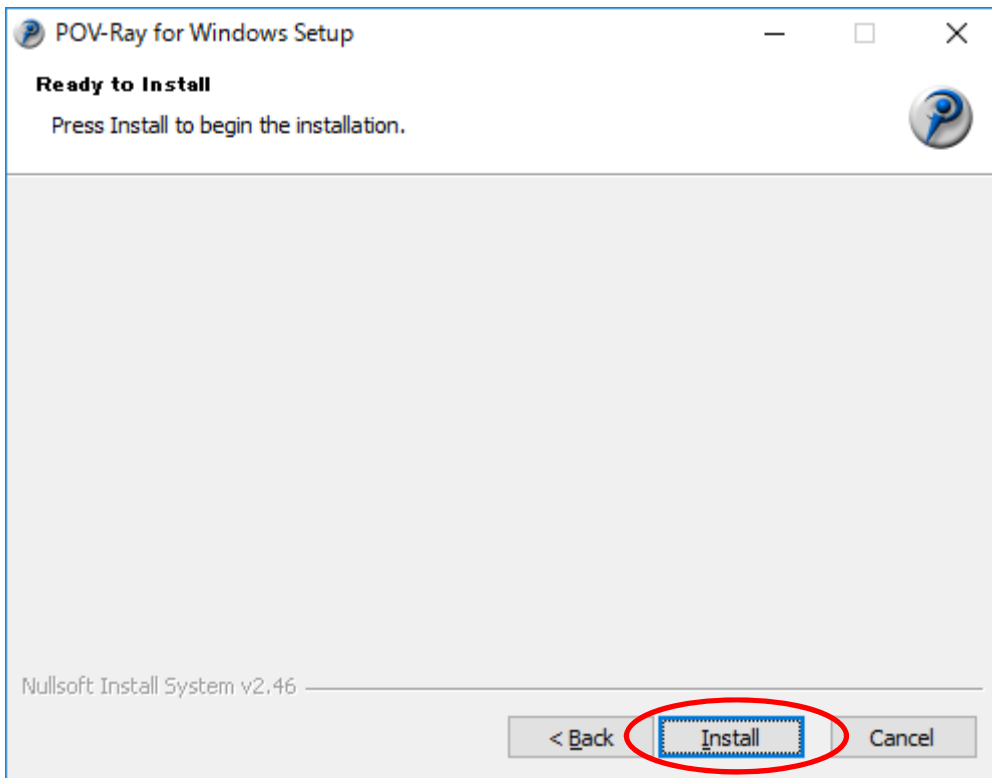 POV-Ray for Windows Setup
Ready to Install
Press Install to begin the installation.
Nullsoft Install System v2.46
< Back
Install
Cancel